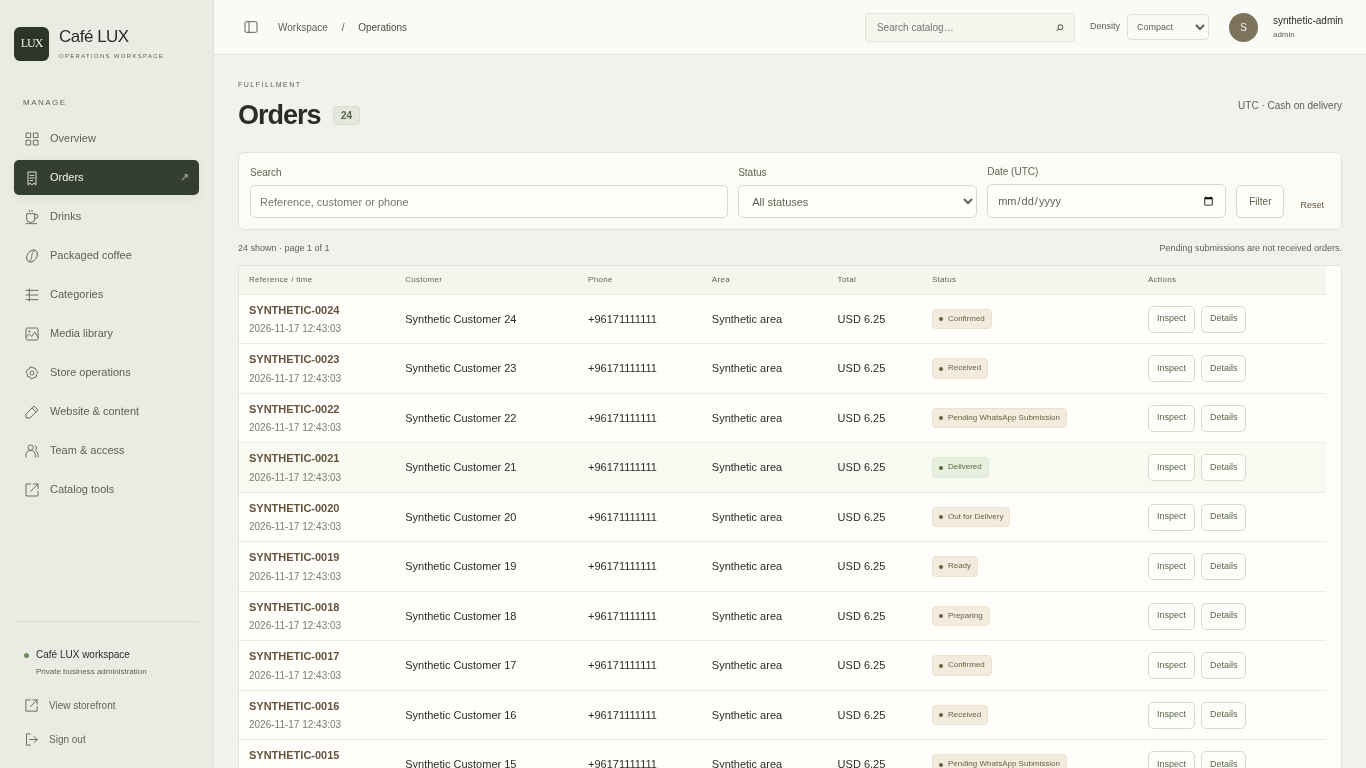 LUX
Café LUX
OPERATIONS WORKSPACE
MANAGE
Overview
Orders ↗
Drinks
Packaged coffee
Categories
Media library
Store operations
Website & content
Team & access
Catalog tools
Café LUX workspace
Private business administration
View storefront
Sign out
Workspace / Operations
Search catalog…
Density Compact
S
synthetic-admin
admin
FULFILLMENT
Orders 24
UTC · Cash on delivery
Search
Reference, customer or phone
Status
All statuses
Date (UTC)
mm/dd/yyyy
Filter
Reset
24 shown · page 1 of 1
Pending submissions are not received orders.
Reference / time Customer Phone Area Total Status Actions
SYNTHETIC-0024
2026-11-17 12:43:03
Synthetic Customer 24 +96171111111 Synthetic area USD 6.25 Confirmed Inspect Details
SYNTHETIC-0023
2026-11-17 12:43:03
Synthetic Customer 23 +96171111111 Synthetic area USD 6.25 Received Inspect Details
SYNTHETIC-0022
2026-11-17 12:43:03
Synthetic Customer 22 +96171111111 Synthetic area USD 6.25 Pending WhatsApp Submission Inspect Details
SYNTHETIC-0021
2026-11-17 12:43:03
Synthetic Customer 21 +96171111111 Synthetic area USD 6.25 Delivered Inspect Details
SYNTHETIC-0020
2026-11-17 12:43:03
Synthetic Customer 20 +96171111111 Synthetic area USD 6.25 Out for Delivery Inspect Details
SYNTHETIC-0019
2026-11-17 12:43:03
Synthetic Customer 19 +96171111111 Synthetic area USD 6.25 Ready Inspect Details
SYNTHETIC-0018
2026-11-17 12:43:03
Synthetic Customer 18 +96171111111 Synthetic area USD 6.25 Preparing Inspect Details
SYNTHETIC-0017
2026-11-17 12:43:03
Synthetic Customer 17 +96171111111 Synthetic area USD 6.25 Confirmed Inspect Details
SYNTHETIC-0016
2026-11-17 12:43:03
Synthetic Customer 16 +96171111111 Synthetic area USD 6.25 Received Inspect Details
SYNTHETIC-0015
Synthetic Customer 15 +96171111111 Synthetic area USD 6.25 Pending WhatsApp Submission Inspect Details